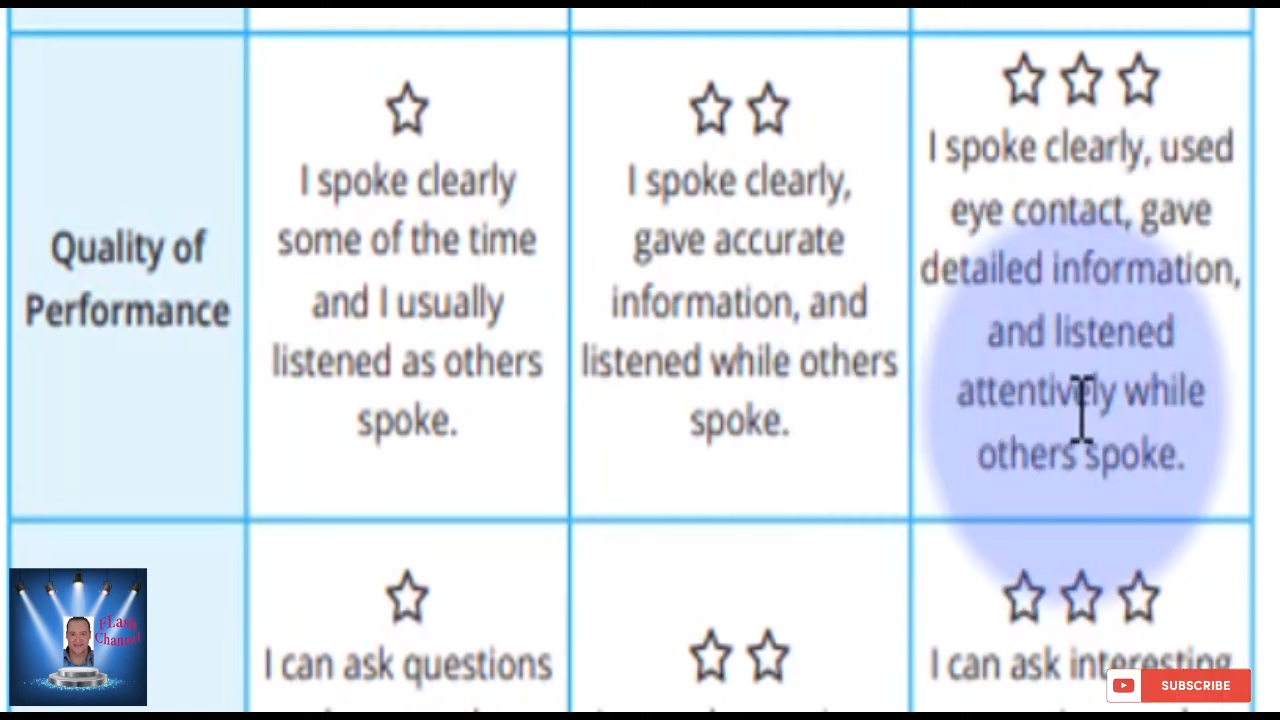 Quality of
Performance
I spoke clearly
some of the time
and I usually
listened as others
spoke.
I spoke clearly,
gave accurate
information, and
listened while others
spoke.
I spoke clearly, used
eye contact, gave
detailed information,
and listened
attentively while
others spoke.
I can ask questions
I can ask interesting
FLash
Channel
SUBSCRIBE